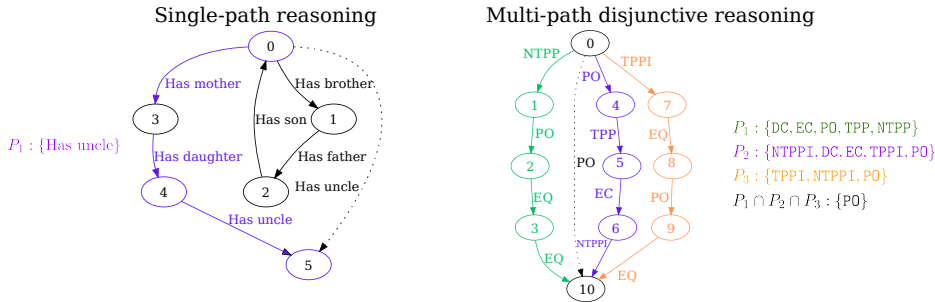 Single-path reasoning
0
Has mother
Has brother
3
Has son
1
P₁ : {Has uncle}
Has daughter
Has father
4
2
Has uncle
Has uncle
5
Multi-path disjunctive reasoning
0
NTPP
PO
TPPI
1
4
7
PO
TPP
EQ
PO
2
5
8
EQ
EC
PO
3
6
9
EQ
NTPPI
EQ
10
P₁ : {DC, EC, PO, TPP, NTPP}
P₂ : {NTPPI, DC, EC, TPPI, PO}
P₃ : {TPPI, NTPPI, PO}
P₁ ∩ P₂ ∩ P₃ : {PO}